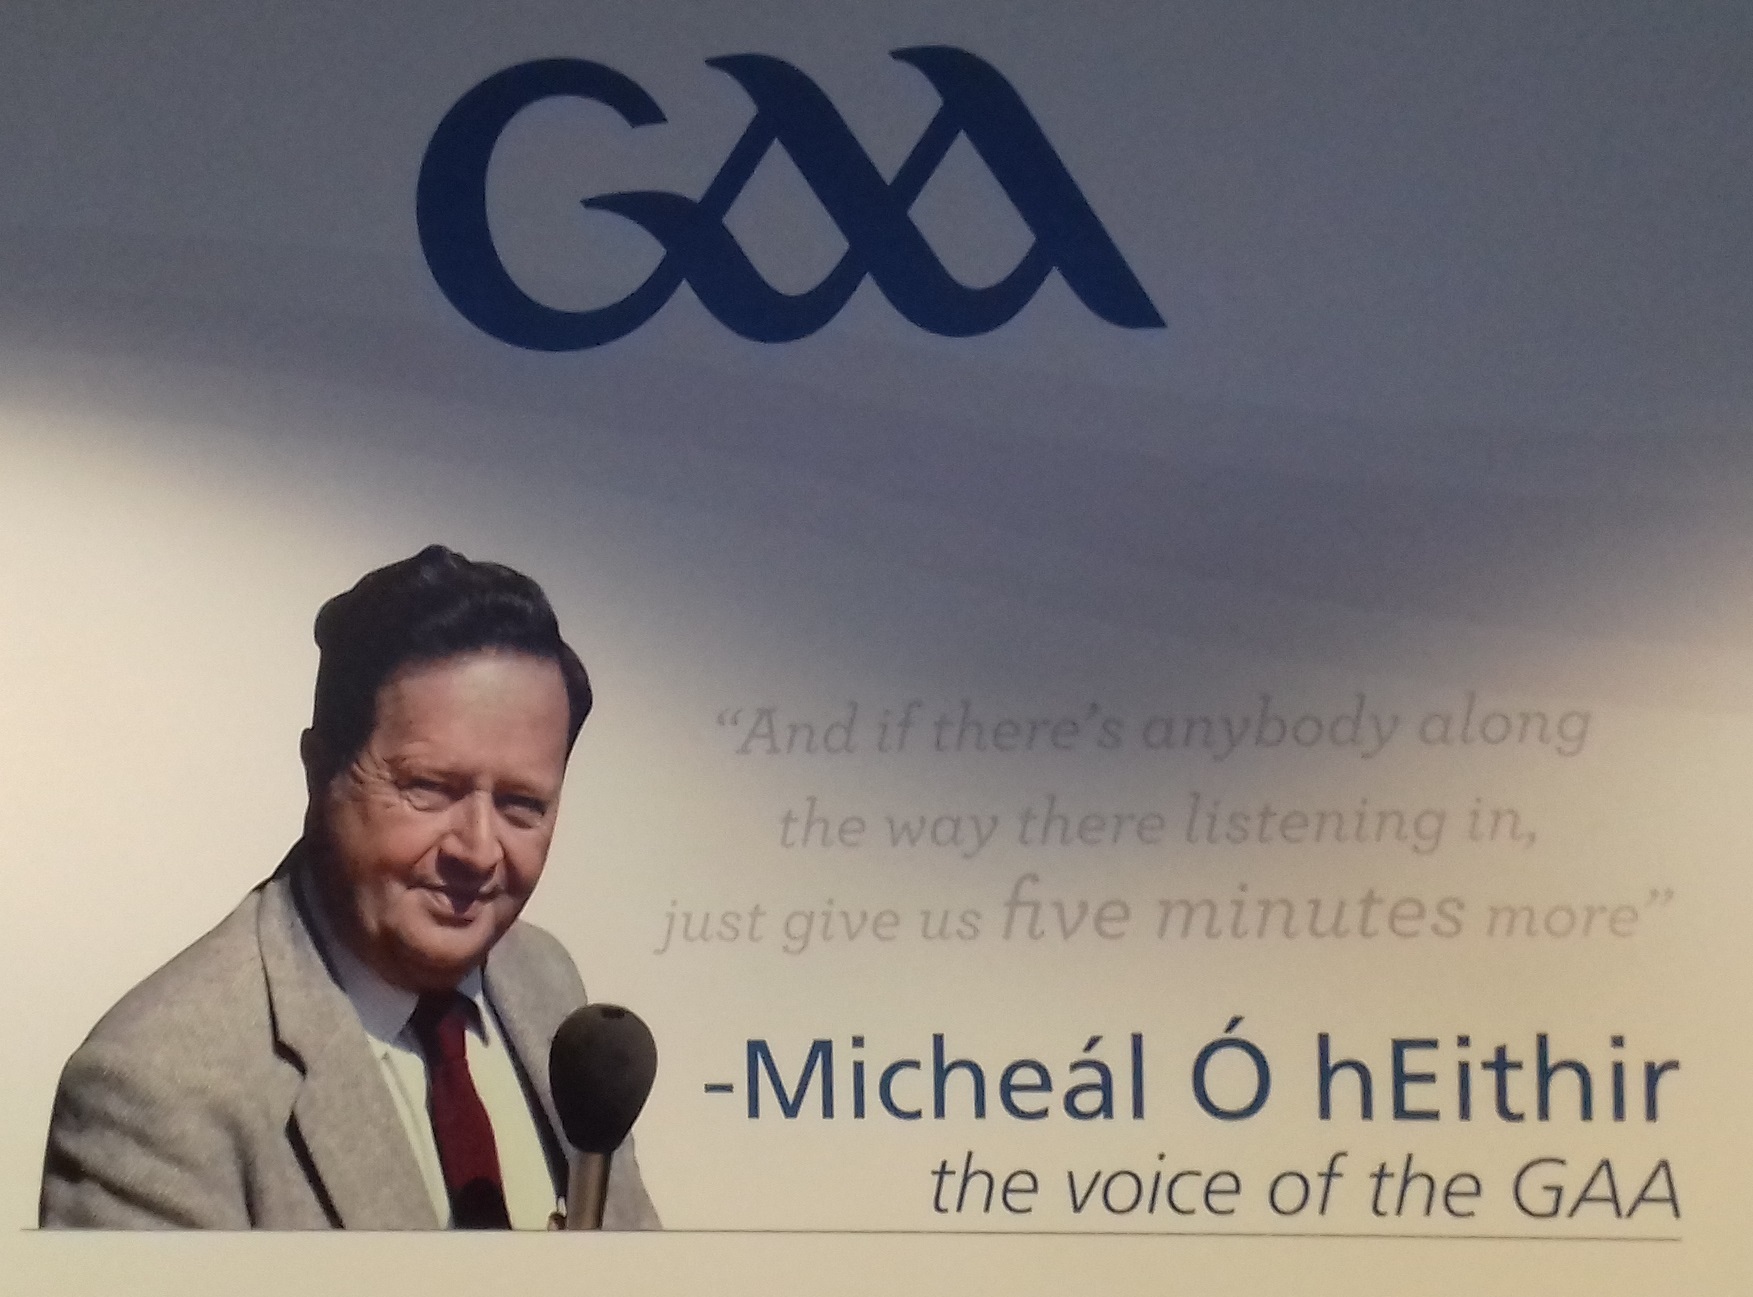 GAA
“And if there’s anybody along
the way there listening in,
just give us five minutes more”
-Micheál Ó hEithir
the voice of the GAA